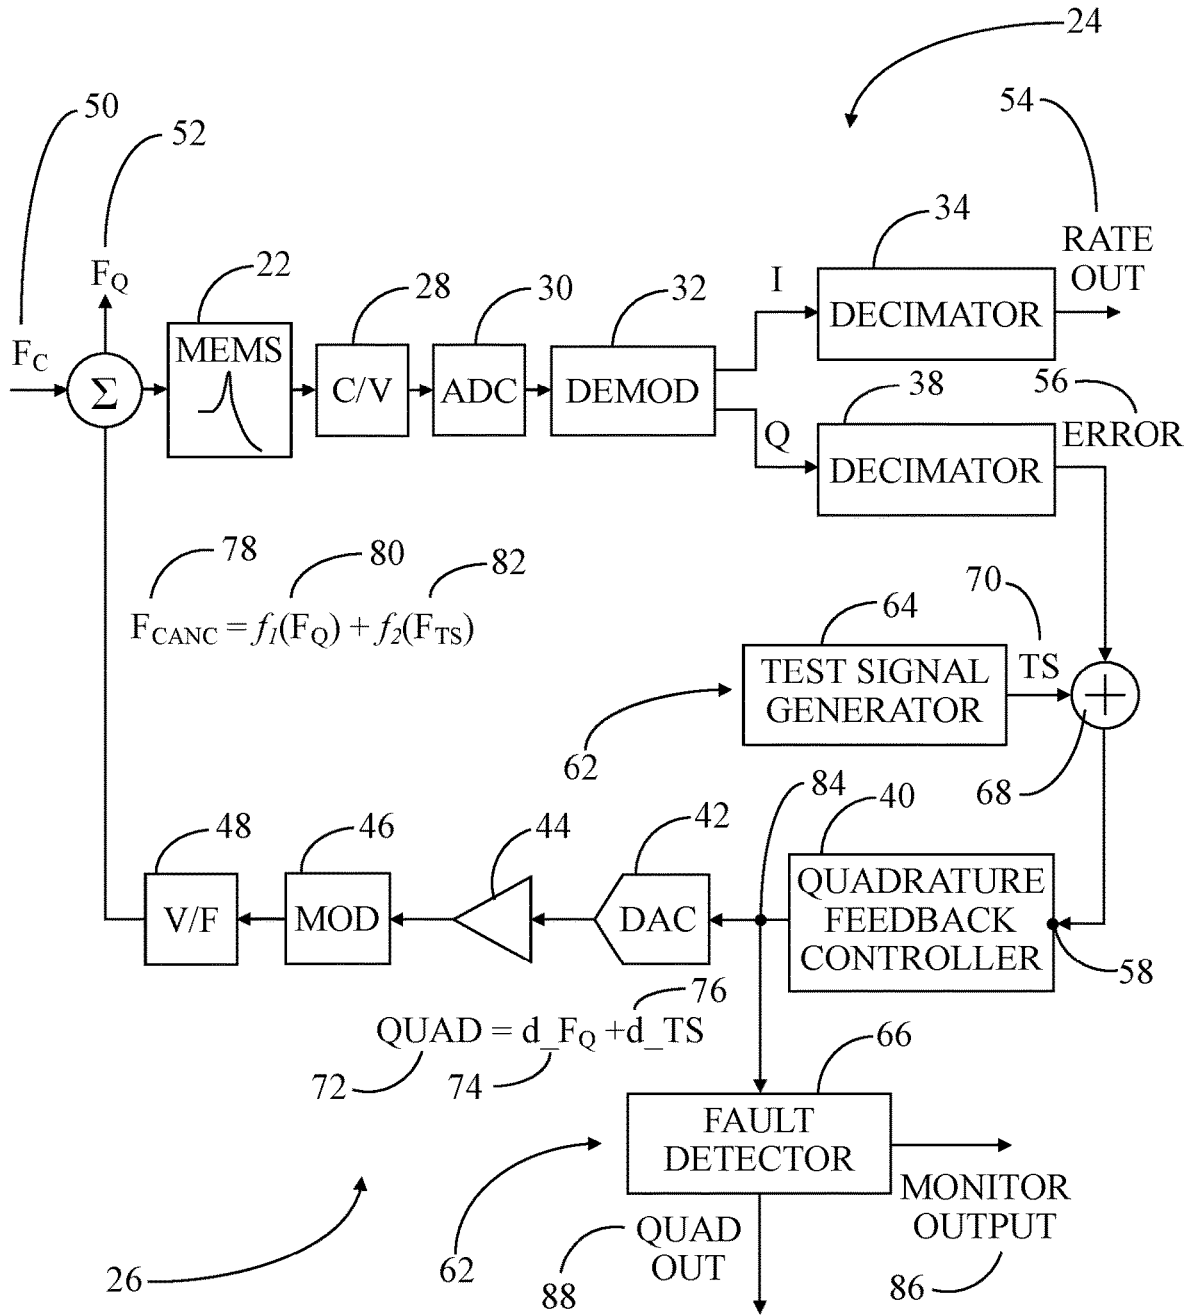 24
50
54
52
34
RATE
OUT
F_Q
22
28
30
32
I
F_C
MEMS
DECIMATOR
Σ
C/V
ADC
DEMOD
38
56
Q
ERROR
DECIMATOR
78
80
82
70
64
F_CANC = f_1(F_Q) + f_2(F_TS)
TEST SIGNAL
GENERATOR
TS
+
62
84
40
68
48
46
44
42
V/F
MOD
DAC
QUADRATURE
FEEDBACK
CONTROLLER
58
76
QUAD = d_F_Q +d_TS
72
74
66
FAULT
DETECTOR
MONITOR
OUTPUT
QUAD
OUT
26
62
88
86